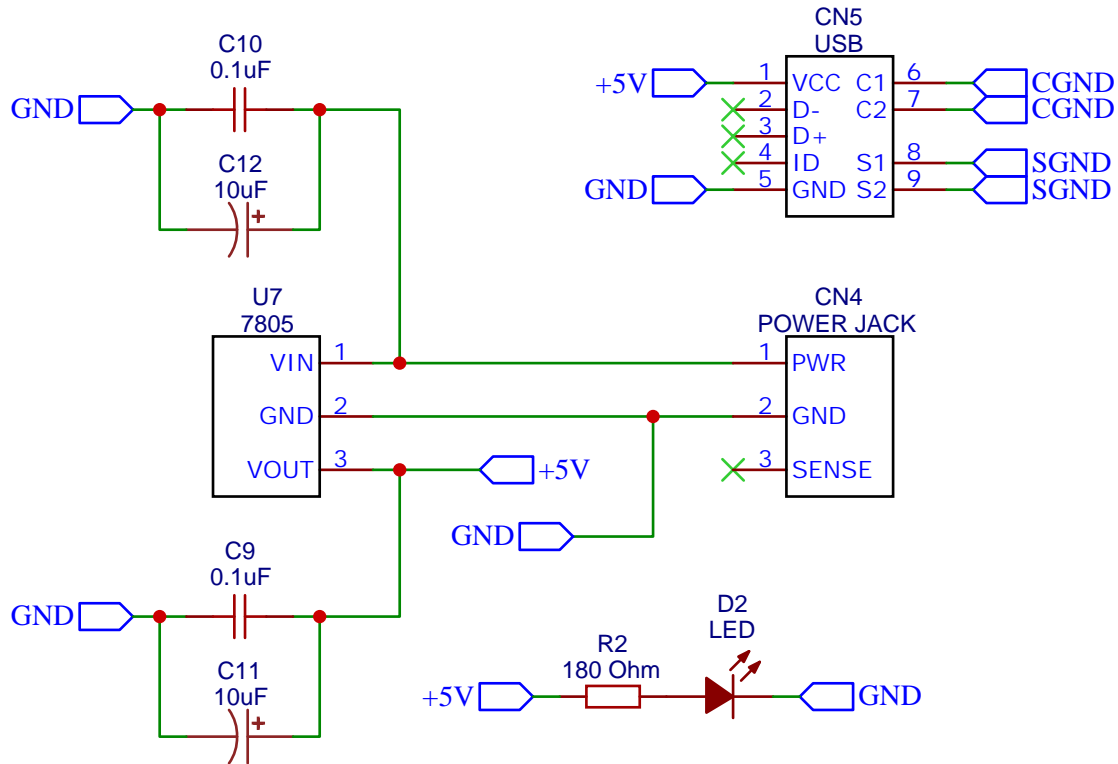 C10
0.1uF
GND
C12
10uF
+
CN5
USB
+5V
1 VCC C1 6 CGND
2 D- C2 7 CGND
3 D+
4 ID S1 8 SGND
GND 5 GND S2 9 SGND
U7
7805
VIN 1
GND 2
VOUT 3
+5V
GND
CN4
POWER JACK
1 PWR
2 GND
3 SENSE
C9
0.1uF
GND
C11
10uF
+
R2
180 Ohm
D2
LED
+5V
GND